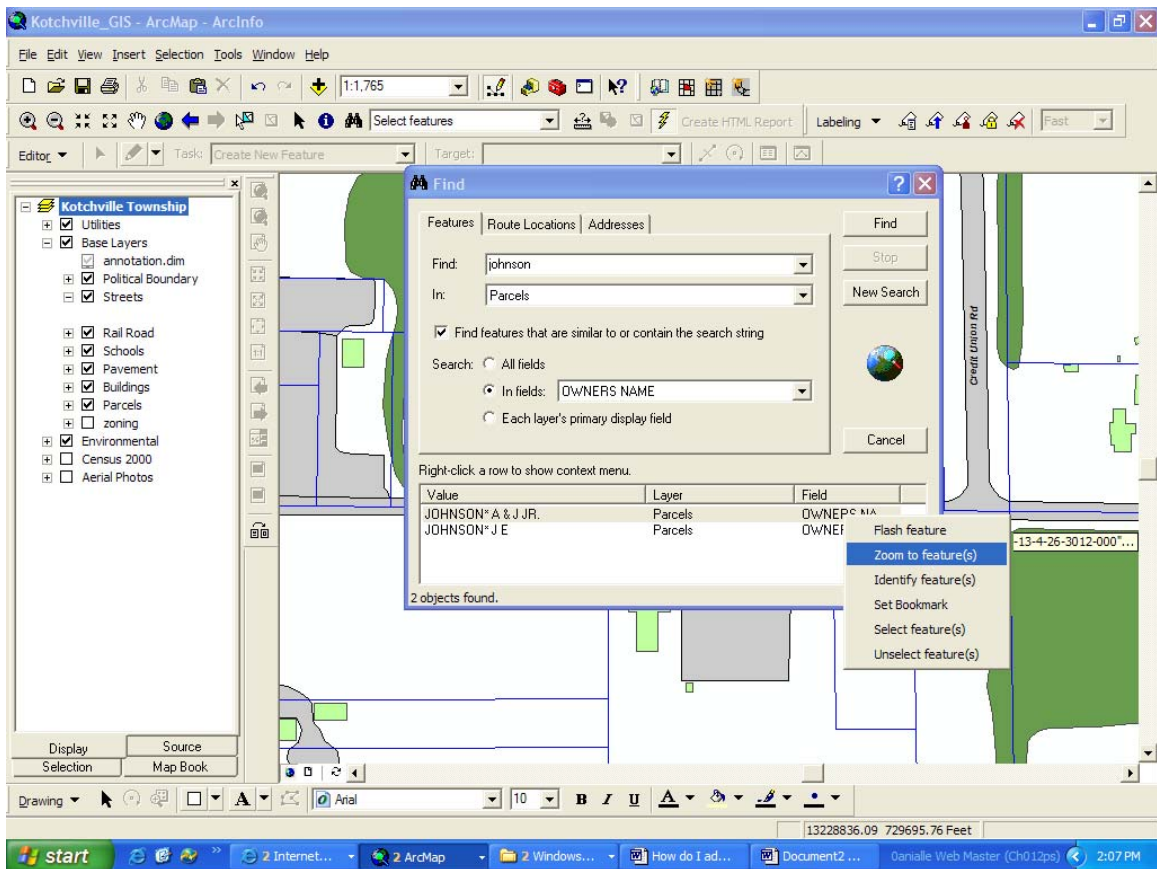 Kotchville_GIS - ArcMap - ArcInfo
File Edit View Insert Selection Tools Window Help
1:1,765
Select features
Create HTML Report
Labeling
Fast
Editor
Task: Create New Feature
Target:
Kotchville Township
Utilities
Base Layers
annotation.dim
Political Boundary
Streets
Rail Road
Schools
Pavement
Buildings
Parcels
zoning
Environmental
Census 2000
Aerial Photos
Display
Source
Selection
Map Book
Find
Features
Route Locations
Addresses
Find: johnson
In: Parcels
Find features that are similar to or contain the search string
Search:
All fields
In fields: OWNERS NAME
Each layer's primary display field
Find
Stop
New Search
Cancel
Right-click a row to show context menu.
Value Layer Field
JOHNSON* A & J JR. Parcels OWNERS NA
JOHNSON* J E Parcels OWNER
2 objects found.
Flash feature
Zoom to feature(s)
Identify feature(s)
Set Bookmark
Select feature(s)
Unselect feature(s)
-13-4-26-3012-000"...
Credit Union Rd
1:1
Drawing
A
Arial
10
B I U A
13228836.09 729695.76 Feet
start
2 Internet...
2 ArcMap
2 Windows...
How do I ad...
Document2 ...
Danialle Web Master (Ch012ps)
2:07 PM